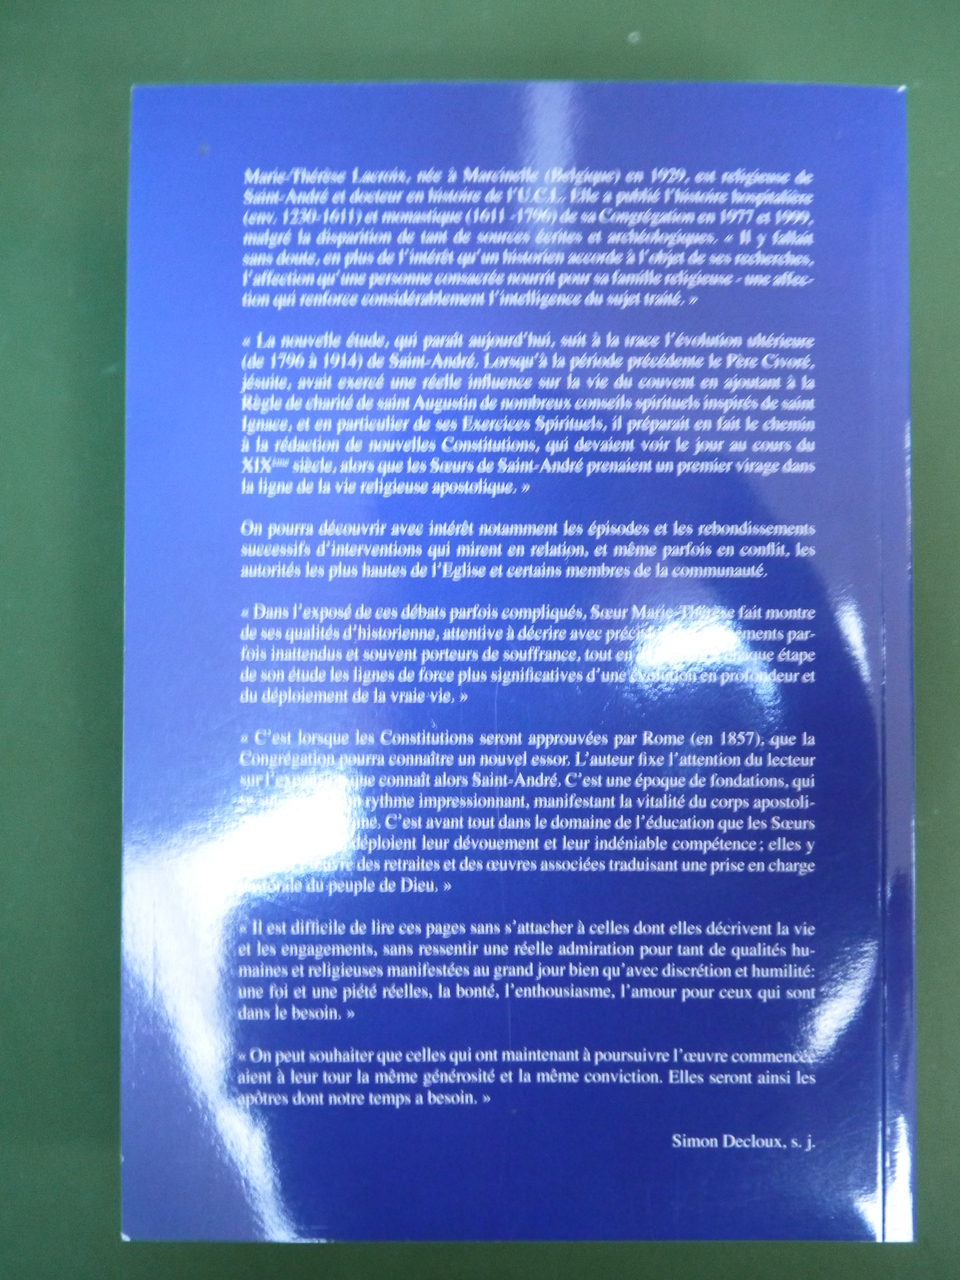 Marie-Thérèse Lacroix, née à Marcinelle (Belgique) en 1929, est religieuse de
Saint-André et docteur en histoire de l'U.C.L. Elle a publié l'histoire hospitalière
(env. 1230-1611) et monastique (1611 -1796) de sa Congrégation en 1977 et 1999,
malgré la disparition de tant de sources écrites et archéologiques. « Il y fallait
sans doute, en plus de l'intérêt qu'un historien accorde à l'objet de ses recherches,
l'affection qu'une personne consacrée nourrit pour sa famille religieuse - une affec-
tion qui renforce considérablement l'intelligence du sujet traité. »
« La nouvelle étude, qui paraît aujourd'hui, suit à la trace l'évolution ultérieure
(de 1796 à 1914) de Saint-André. Lorsqu'à la période précédente le Père Civoré,
jésuite, avait exercé une réelle influence sur la vie du couvent en ajoutant à la
Règle de charité de saint Augustin de nombreux conseils spirituels inspirés de saint
Ignace, et en particulier de ses Exercices Spirituels, il préparait en fait le chemin
à la rédaction de nouvelles Constitutions, qui devaient voir le jour au cours du
XIXème siècle, alors que les Sœurs de Saint-André prenaient un premier virage dans
la ligne de la vie religieuse apostolique. »
On pourra découvrir avec intérêt notamment les épisodes et les rebondissements
successifs d'interventions qui mirent en relation, et même parfois en conflit, les
autorités les plus hautes de l'Eglise et certains membres de la communauté.
« Dans l'exposé de ces débats parfois compliqués, Sœur Marie-Thérèse fait montre
de ses qualités d'historienne, attentive à décrire avec par-
fois inattendus et souvent porteurs de souffrance, tout en étape
de son étude les lignes de force plus significatives d'une évolution en profondeur et
du déploiement de la vraie vie. »
« C'est lorsque les Constitutions seront approuvées par Rome (en 1857), que la
Congrégation pourra connaître un nouvel essor. L'auteur fixe l'attention du lecteur
sur que connaît alors Saint-André. C'est une époque de fondations, qui
rythme impressionnant, manifestant la vitalité du corps apostoli-
C'est avant tout dans le domaine de l'éducation que les Sœurs
déploient leur dévouement et leur indéniable compétence ; elles y
des retraites et des œuvres associées traduisant une prise en charge
pastorale du peuple de Dieu. »
« Il est difficile de lire ces pages sans s'attacher à celles dont elles décrivent la vie
et les engagements, sans ressentir une réelle admiration pour tant de qualités hu-
maines et religieuses manifestées au grand jour bien qu'avec discrétion et humilité:
une foi et une piété réelles, la bonté, l'enthousiasme, l'amour pour ceux qui sont
dans le besoin. »
« On peut souhaiter que celles qui ont maintenant à poursuivre l'œuvre commencée
aient à leur tour la même générosité et la même conviction. Elles seront ainsi les
apôtres dont notre temps a besoin. »
Simon Decloux, s. j.